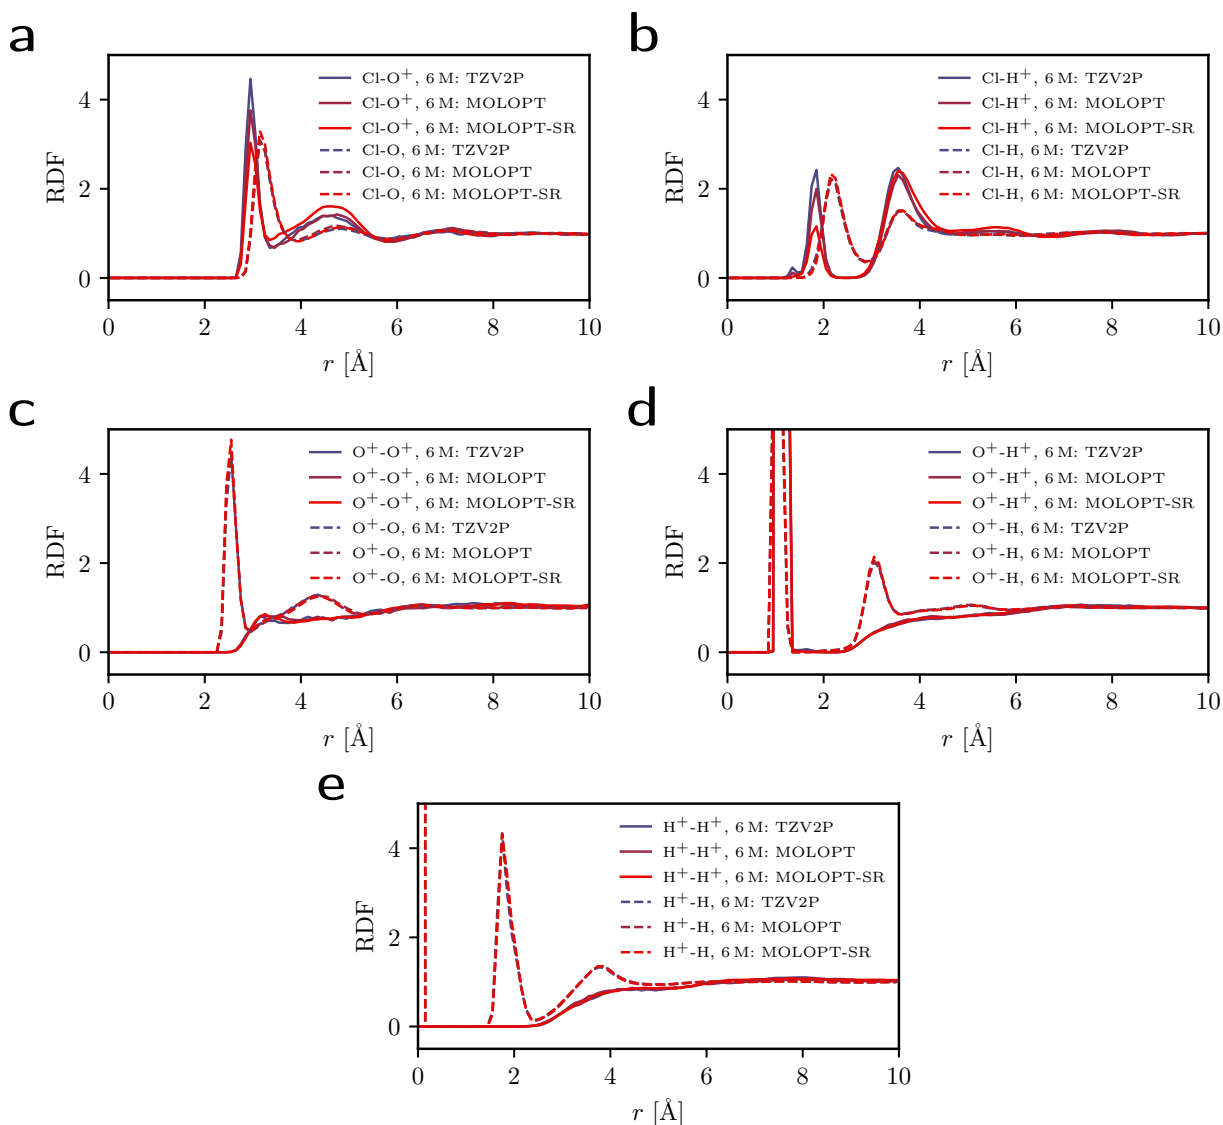 a
Cl-O⁺, 6 M: TZV2P
Cl-O⁺, 6 M: MOLOPT
Cl-O⁺, 6 M: MOLOPT-SR
Cl-O, 6 M: TZV2P
Cl-O, 6 M: MOLOPT
Cl-O, 6 M: MOLOPT-SR
RDF
4
2
0
0 2 4 6 8 10
r [Å]
b
Cl-H⁺, 6 M: TZV2P
Cl-H⁺, 6 M: MOLOPT
Cl-H⁺, 6 M: MOLOPT-SR
Cl-H, 6 M: TZV2P
Cl-H, 6 M: MOLOPT
Cl-H, 6 M: MOLOPT-SR
RDF
4
2
0
0 2 4 6 8 10
r [Å]
c
O⁺-O⁺, 6 M: TZV2P
O⁺-O⁺, 6 M: MOLOPT
O⁺-O⁺, 6 M: MOLOPT-SR
O⁺-O, 6 M: TZV2P
O⁺-O, 6 M: MOLOPT
O⁺-O, 6 M: MOLOPT-SR
RDF
4
2
0
0 2 4 6 8 10
r [Å]
d
O⁺-H⁺, 6 M: TZV2P
O⁺-H⁺, 6 M: MOLOPT
O⁺-H⁺, 6 M: MOLOPT-SR
O⁺-H, 6 M: TZV2P
O⁺-H, 6 M: MOLOPT
O⁺-H, 6 M: MOLOPT-SR
RDF
4
2
0
0 2 4 6 8 10
r [Å]
e
H⁺-H⁺, 6 M: TZV2P
H⁺-H⁺, 6 M: MOLOPT
H⁺-H⁺, 6 M: MOLOPT-SR
H⁺-H, 6 M: TZV2P
H⁺-H, 6 M: MOLOPT
H⁺-H, 6 M: MOLOPT-SR
RDF
4
2
0
0 2 4 6 8 10
r [Å]